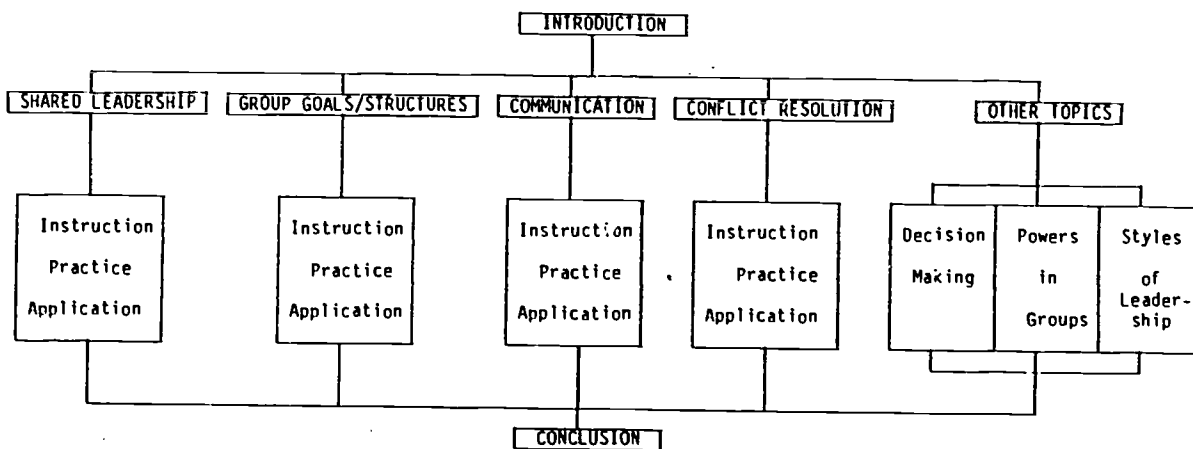 INTRODUCTION
SHARED LEADERSHIP
GROUP GOALS/STRUCTURES
COMMUNICATION
CONFLICT RESOLUTION
OTHER TOPICS
Instruction
Practice
Application
Instruction
Practice
Application
Instruction
Practice
Application
Instruction
Practice
Application
Decision
Making
Powers
in
Groups
Styles
of
Leader-
ship
CONCLUSION